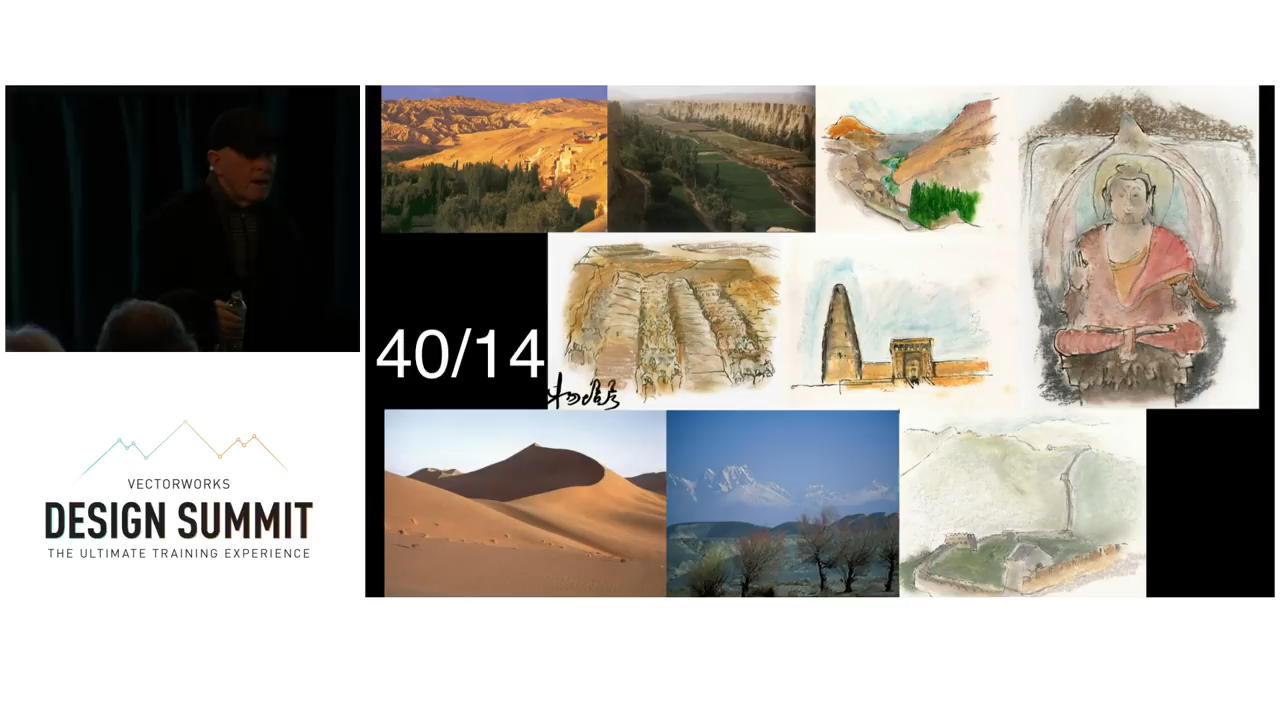 40/14
VECTORWORKS
DESIGN SUMMIT
THE ULTIMATE TRAINING EXPERIENCE